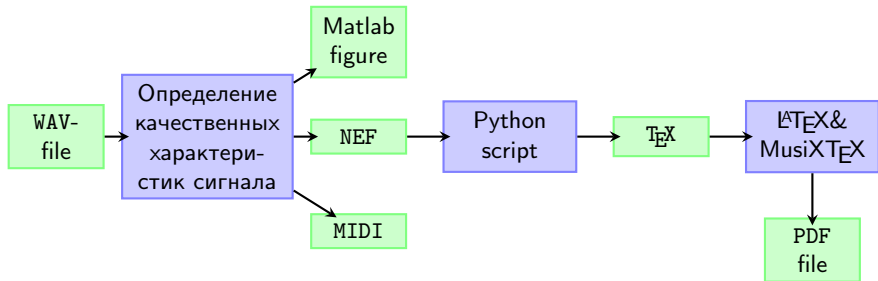 WAV-
file
Определение
качественных
характери-
стик сигнала
Matlab
figure
NEF
MIDI
Python
script
TEX
LATEX&
MusiXTEX
PDF
file